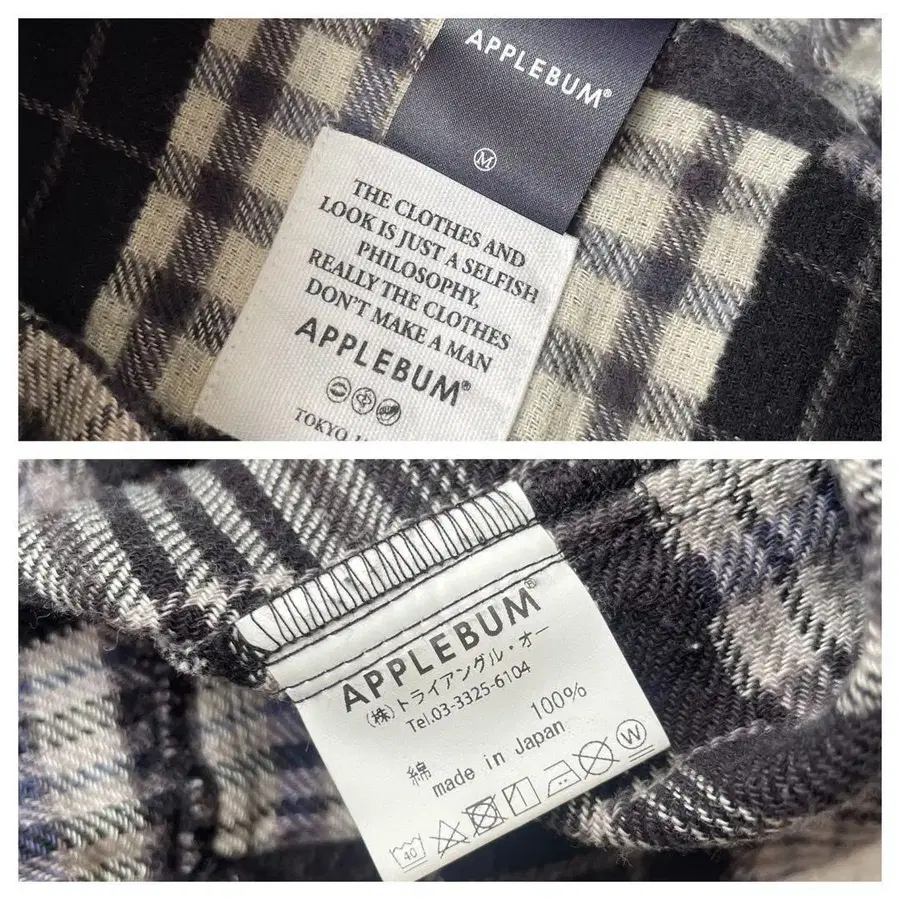 APPLEBUM®
M
THE CLOTHES AND
LOOK IS JUST A SELFISH
PHILOSOPHY,
REALLY THE CLOTHES
DON'T MAKE A MAN
APPLEBUM®
TOKYO
APPLEBUM®
(株)トライアングル・オー
Tel.03-3325-6104
綿 100%
made in Japan
40 W